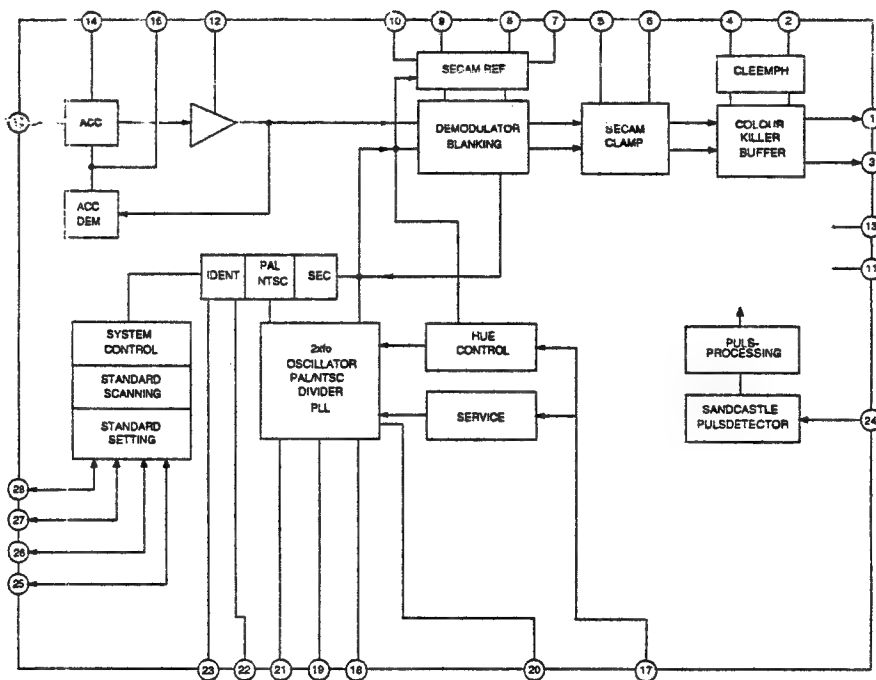 14
16
12
10
9
8
7
5
6
4
2
SECAM REF
CLEEMPH
ACC
DEMODULATOR
BLANKING
SECAM
CLAMP
COLOUR
KILLER
BUFFER
1
3
ACC
DEM
13
11
IDENT
PAL
NTSC
SEC
SYSTEM
CONTROL
STANDARD
SCANNING
STANDARD
SETTING
2xfo
OSCILLATOR
PAL/NTSC
DIVIDER
PLL
HUE
CONTROL
SERVICE
PULS-
PROCESSING
SANDCASTLE
PULSDETECTOR
24
28
27
26
25
23
22
21
19
18
20
17